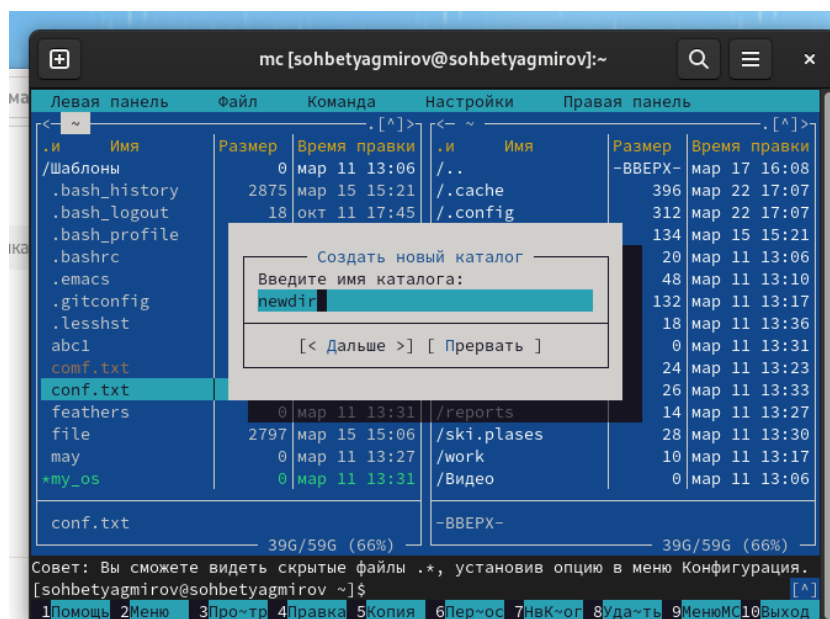 mc [sohbetyagmirov@sohbetyagmirov]:~
Левая панель Файл Команда Настройки Правая панель
<— ~ .[^]> <— ~ .[^]>
.и Имя Размер Время правки .и Имя Размер Время правки
/Шаблоны 0 мар 11 13:06 /.. -ВВЕРХ- мар 17 16:08
.bash_history 2875 мар 15 15:21 /.cache 396 мар 22 17:07
.bash_logout 18 окт 11 17:45 /.config 312 мар 22 17:07
.bash_profile 134 мар 15 15:21
.bashrc Создать новый каталог 20 мар 11 13:06
.emacs Введите имя каталога: 48 мар 11 13:10
.gitconfig newdir 132 мар 11 13:17
.lesshst 18 мар 11 13:36
abc1 [< Дальше >] [ Прервать ] 0 мар 11 13:31
comf.txt 24 мар 11 13:23
conf.txt 26 мар 11 13:33
feathers 0 мар 11 13:31 /reports 14 мар 11 13:27
file 2797 мар 15 15:06 /ski.plases 28 мар 11 13:30
may 0 мар 11 13:27 /work 10 мар 11 13:17
*my_os 0 мар 11 13:31 /Видео 0 мар 11 13:06
conf.txt -ВВЕРХ-
39G/59G (66%) 39G/59G (66%)
Совет: Вы сможете видеть скрытые файлы .*, установив опцию в меню Конфигурация.
[sohbetyagmirov@sohbetyagmirov ~]$ [^]
1Помощь 2Меню 3Про~тр 4Правка 5Копия 6Пер~ос 7НвК~ог 8Уда~ть 9МенюMC 10Выход